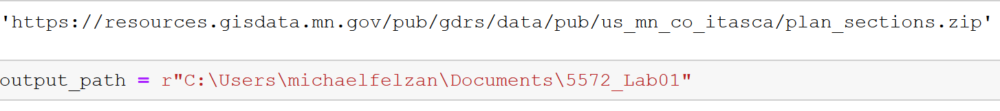 'https://resources.gisdata.mn.gov/pub/gdrs/data/pub/us_mn_co_itasca/plan_sections.zip'
output_path = r"C:\Users\michaelfelzan\Documents\5572_Lab01"